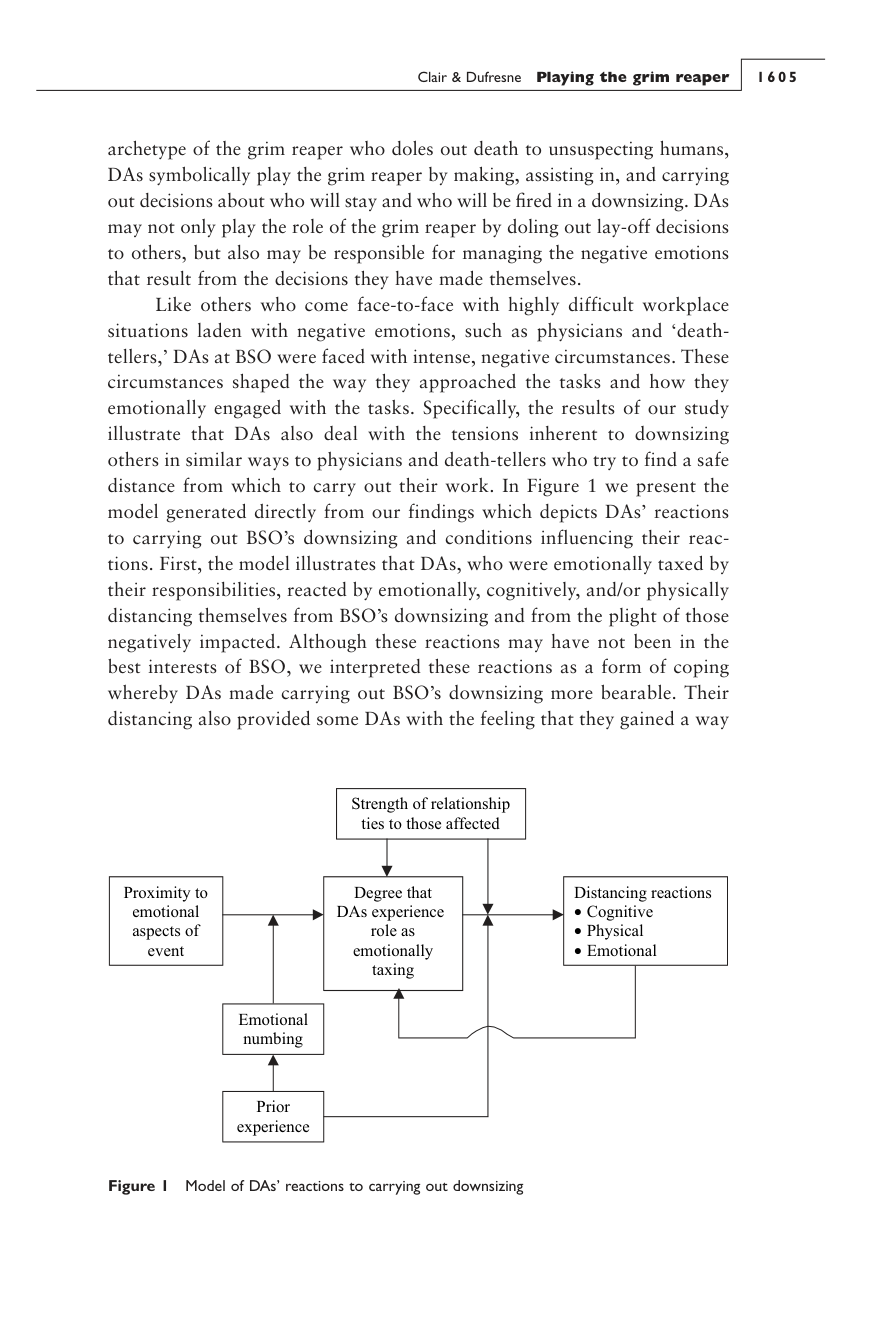 Clair & Dufresne Playing the grim reaper 1605
archetype of the grim reaper who doles out death to unsuspecting humans,
DAs symbolically play the grim reaper by making, assisting in, and carrying
out decisions about who will stay and who will be fired in a downsizing. DAs
may not only play the role of the grim reaper by doling out lay-off decisions
to others, but also may be responsible for managing the negative emotions
that result from the decisions they have made themselves.
Like others who come face-to-face with highly difficult workplace
situations laden with negative emotions, such as physicians and ‘death-
tellers,’ DAs at BSO were faced with intense, negative circumstances. These
circumstances shaped the way they approached the tasks and how they
emotionally engaged with the tasks. Specifically, the results of our study
illustrate that DAs also deal with the tensions inherent to downsizing
others in similar ways to physicians and death-tellers who try to find a safe
distance from which to carry out their work. In Figure 1 we present the
model generated directly from our findings which depicts DAs’ reactions
to carrying out BSO’s downsizing and conditions influencing their reac-
tions. First, the model illustrates that DAs, who were emotionally taxed by
their responsibilities, reacted by emotionally, cognitively, and/or physically
distancing themselves from BSO’s downsizing and from the plight of those
negatively impacted. Although these reactions may have not been in the
best interests of BSO, we interpreted these reactions as a form of coping
whereby DAs made carrying out BSO’s downsizing more bearable. Their
distancing also provided some DAs with the feeling that they gained a way
Strength of relationship
ties to those affected
Proximity to
emotional
aspects of
event
Degree that
DAs experience
role as
emotionally
taxing
Distancing reactions
• Cognitive
• Physical
• Emotional
Emotional
numbing
Prior
experience
Figure 1 Model of DAs’ reactions to carrying out downsizing